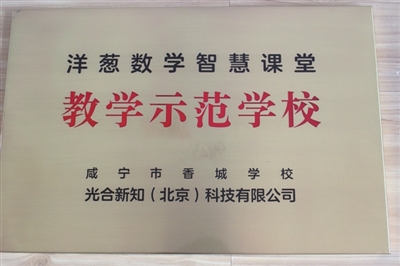 洋葱数学智慧课堂
教学示范学校
咸宁市香城学校
光合新知（北京）科技有限公司